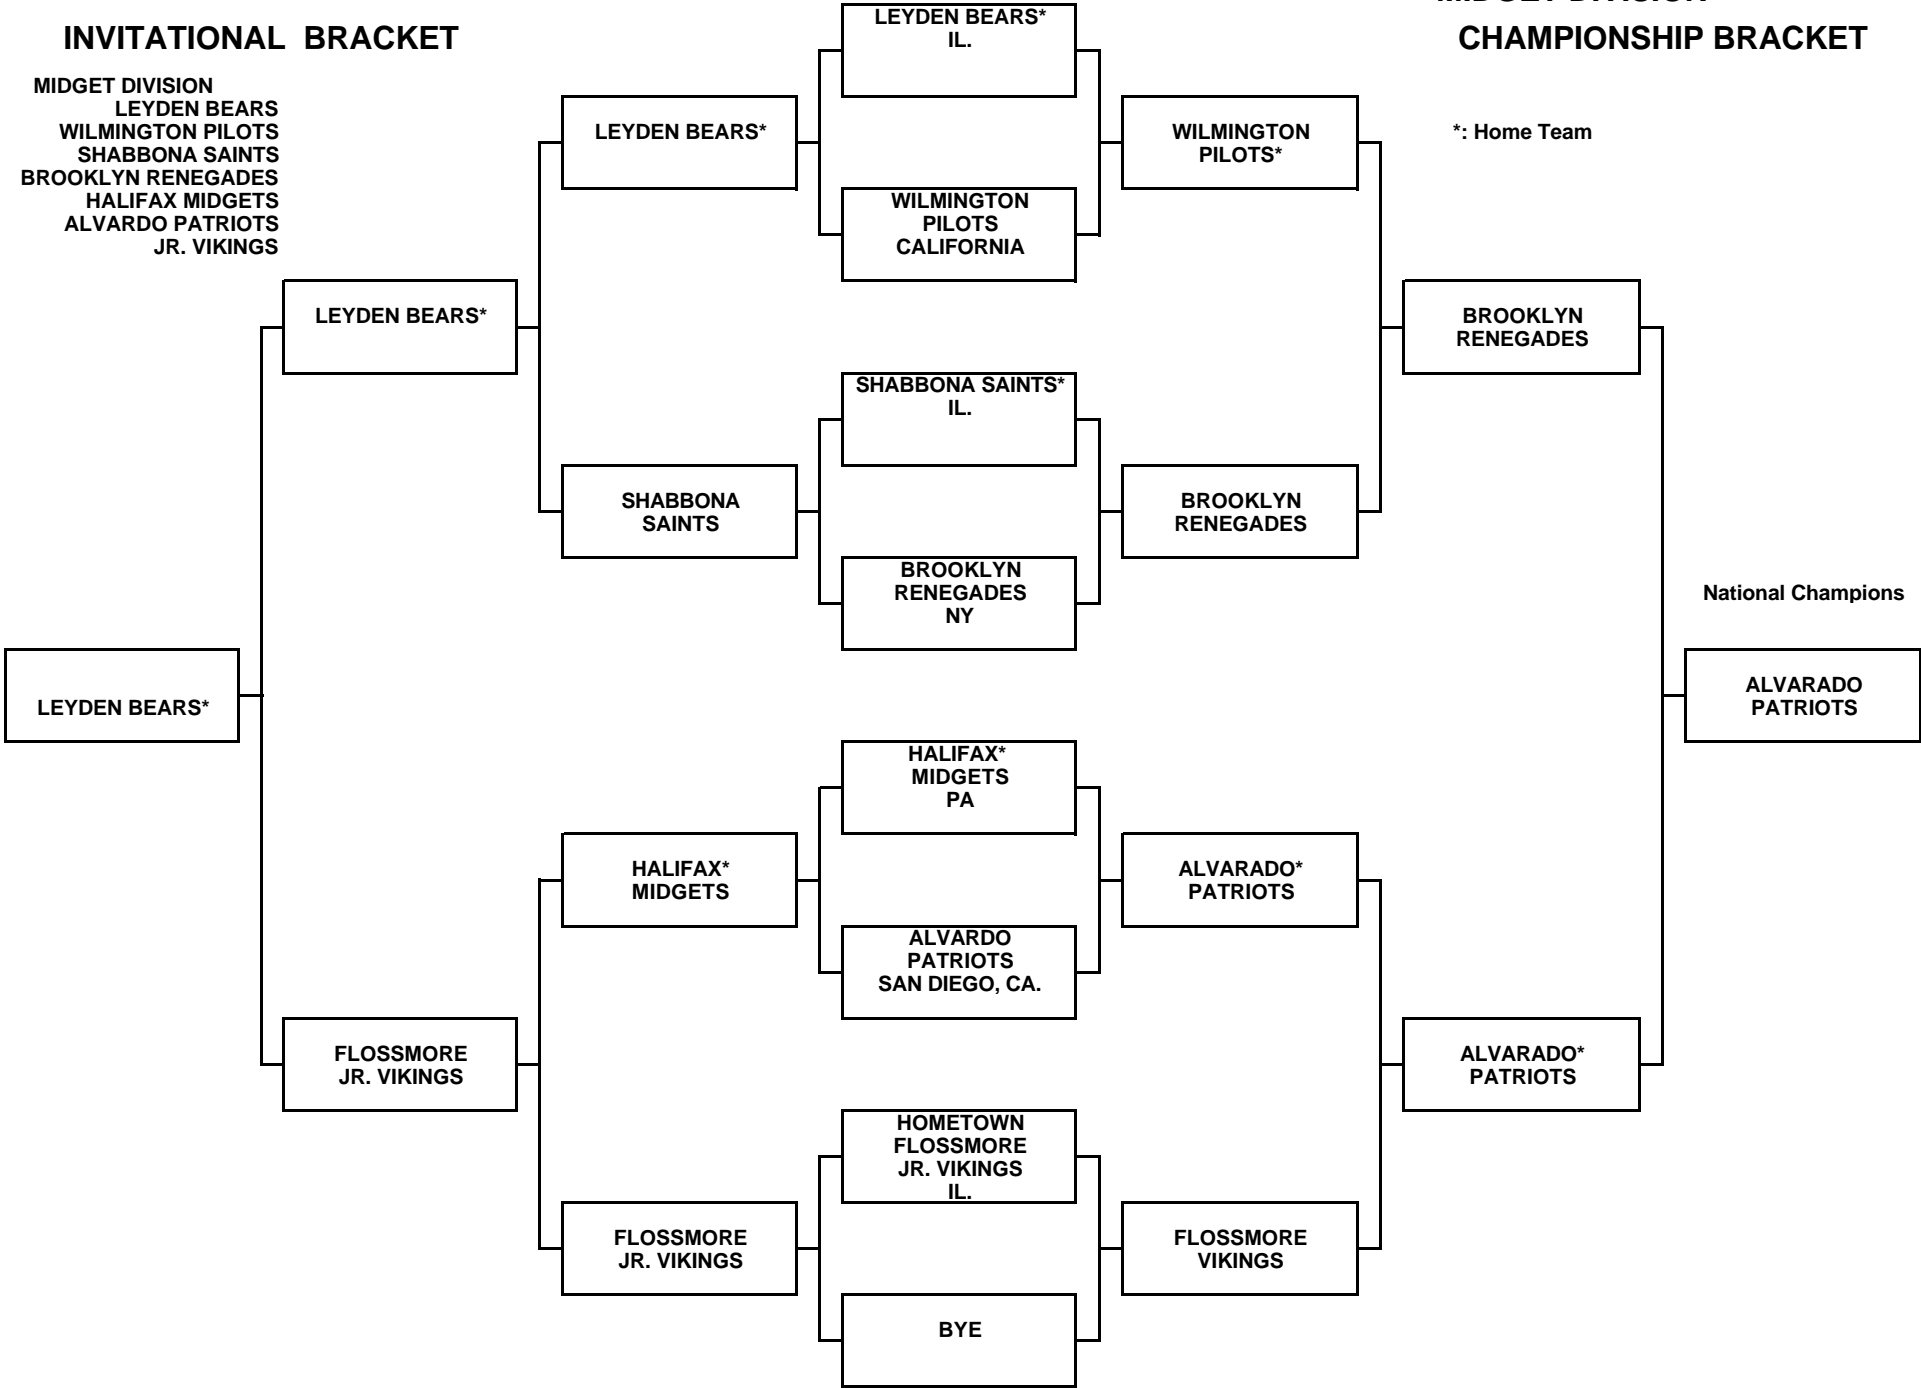 INVITATIONAL  BRACKET
MIDGET DIVISION
CHAMPIONSHIP BRACKET
*: Home Team
MIDGET DIVISION
LEYDEN BEARS
WILMINGTON PILOTS
SHABBONA SAINTS
BROOKLYN RENEGADES
HALIFAX MIDGETS
ALVARDO PATRIOTS
JR. VIKINGS
LEYDEN BEARS*
LEYDEN BEARS*
FLOSSMORE
JR. VIKINGS
LEYDEN BEARS*
SHABBONA
SAINTS
HALIFAX*
MIDGETS
FLOSSMORE
JR. VIKINGS
LEYDEN BEARS*
IL.
WILMINGTON
PILOTS
CALIFORNIA
SHABBONA SAINTS*
IL.
BROOKLYN
RENEGADES
NY
HALIFAX*
MIDGETS
PA
ALVARDO
PATRIOTS
SAN DIEGO, CA.
HOMETOWN
FLOSSMORE
JR. VIKINGS
IL.
BYE
WILMINGTON
PILOTS*
BROOKLYN
RENEGADES
ALVARADO*
PATRIOTS
FLOSSMORE
VIKINGS
BROOKLYN
RENEGADES
ALVARADO*
PATRIOTS
National Champions
ALVARADO
PATRIOTS